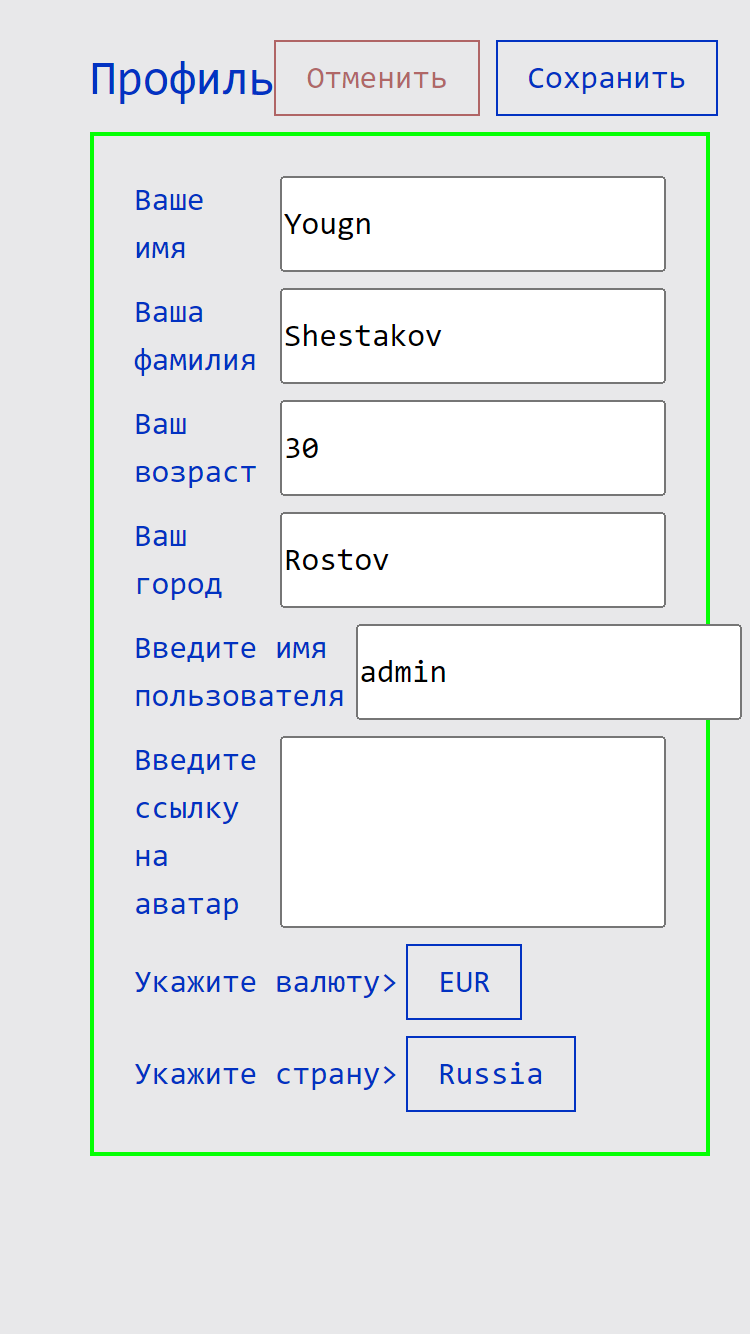 Профиль Отменить Сохранить
Ваше
имя
Yougn
Ваша
фамилия
Shestakov
Ваш
возраст
30
Ваш
город
Rostov
Введите имя
пользователя
admin
Введите
ссылку
на
аватар
Укажите валюту> EUR
Укажите страну> Russia